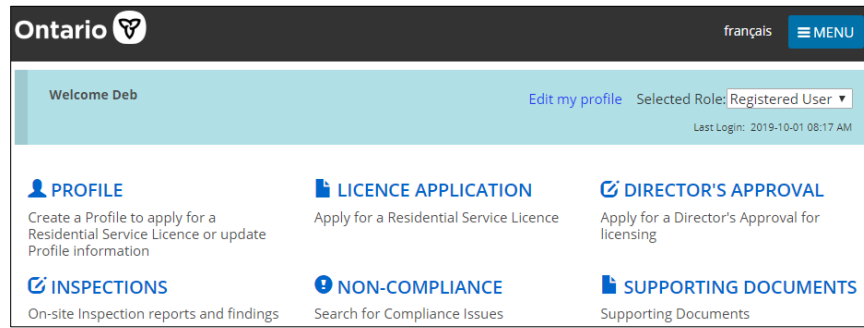 Ontario
français
MENU
Welcome Deb
Edit my profile Selected Role: Registered User
Last Login: 2019-10-01 08:17 AM
PROFILE
Create a Profile to apply for a
Residential Service Licence or update
Profile information
LICENCE APPLICATION
Apply for a Residential Service Licence
DIRECTOR'S APPROVAL
Apply for a Director's Approval for
licensing
INSPECTIONS
On-site Inspection reports and findings
NON-COMPLIANCE
Search for Compliance Issues
SUPPORTING DOCUMENTS
Supporting Documents